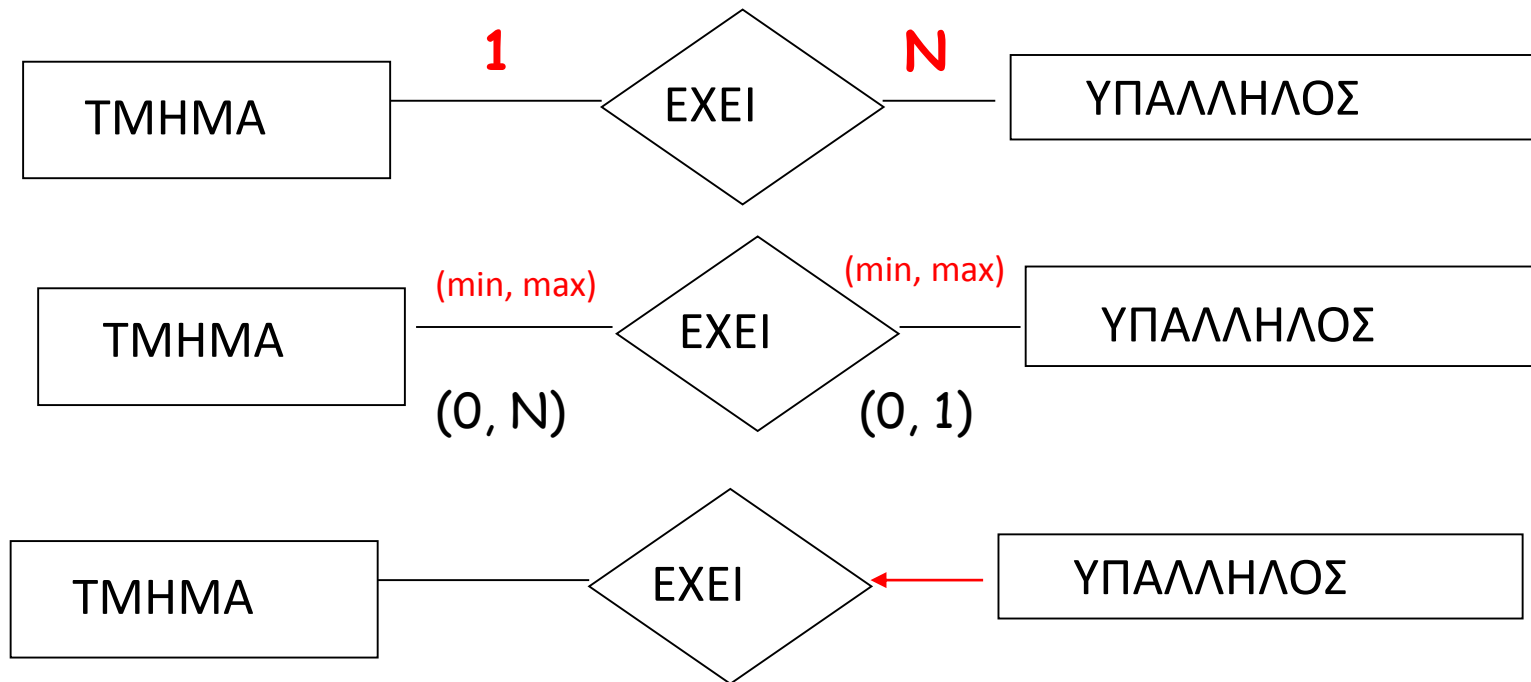 1 N
ΤΜΗΜΑ ΕΧΕΙ ΥΠΑΛΛΗΛΟΣ
(min, max) (min, max)
ΤΜΗΜΑ ΕΧΕΙ ΥΠΑΛΛΗΛΟΣ
(0, N) (0, 1)
ΤΜΗΜΑ ΕΧΕΙ ΥΠΑΛΛΗΛΟΣ